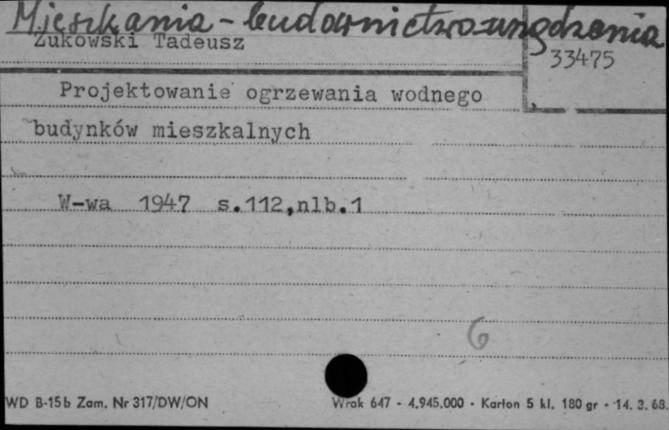 Mieszkania - budownictwo-urządzenia
Żukowski Tadeusz
33475
Projektowanie ogrzewania wodnego
budynków mieszkalnych
W-wa 1947 s.112,nlb.1
6
WD B-15b Zam. Nr 317/DW/ON
Wrak 647 - 4.945.000 - Karton 5 kl. 180 gr - 14. 3. 68.